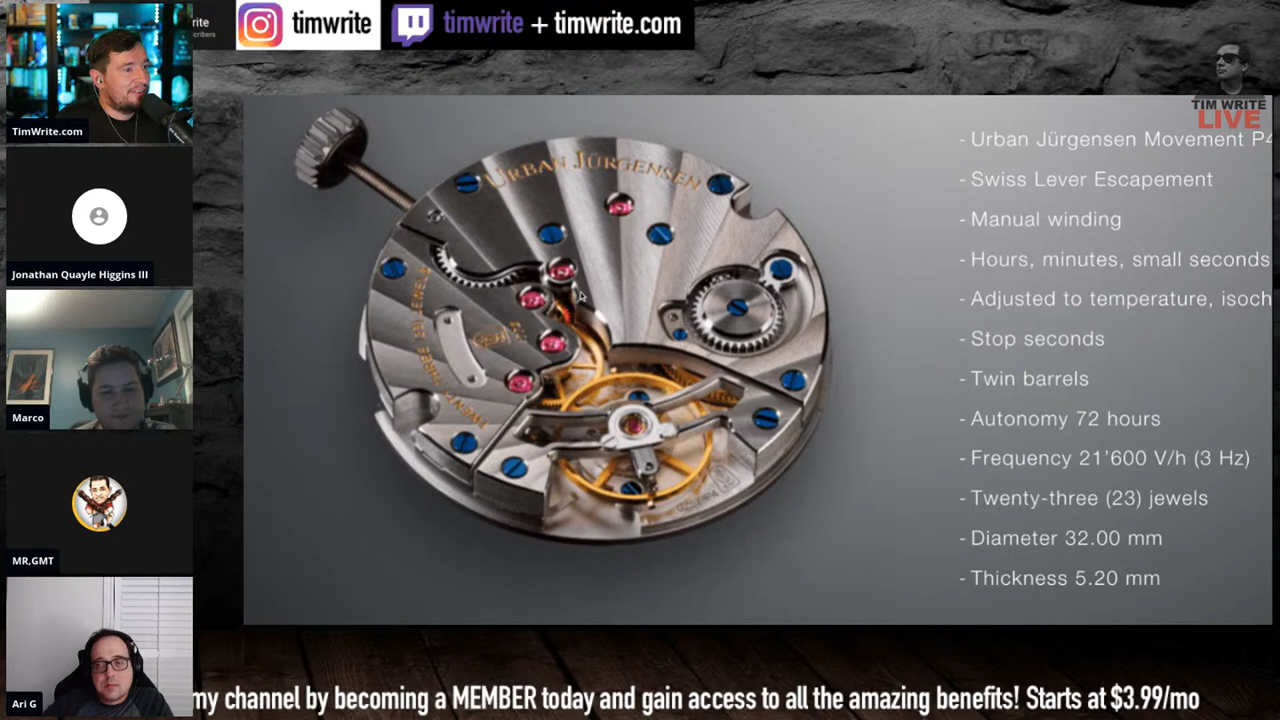 rite
timwrite
timwrite + timwrite.com
TIM WRITE
LIVE
TimWrite.com
Jonathan Quayle Higgins III
Marco
MR,GMT
Ari G
URBAN JÜRGENSEN
TWENTY THREE JEWELS
- Urban Jürgensen Movement P4
- Swiss Lever Escapement
- Manual winding
- Hours, minutes, small seconds
- Adjusted to temperature, isoch
- Stop seconds
- Twin barrels
- Autonomy 72 hours
- Frequency 21’600 V/h (3 Hz)
- Twenty-three (23) jewels
- Diameter 32.00 mm
- Thickness 5.20 mm
my channel by becoming a MEMBER today and gain access to all the amazing benefits! Starts at $3.99/mo